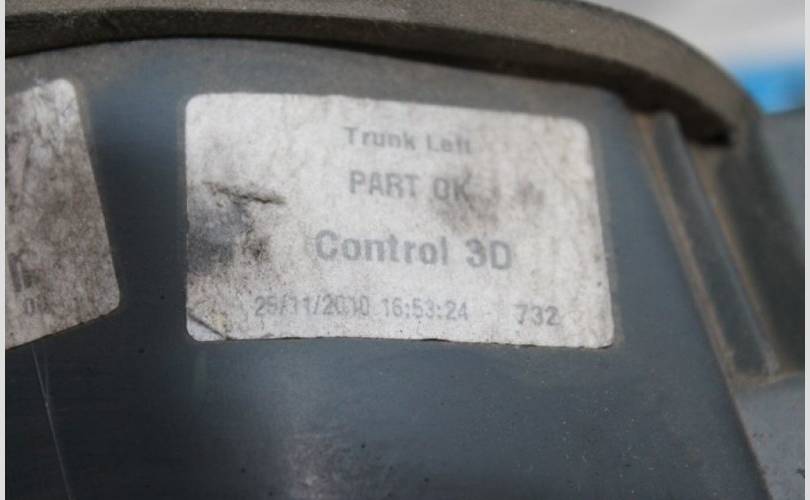 Trunk Left
PART OK
Control 3D
25/11/2010 16:53:24 732